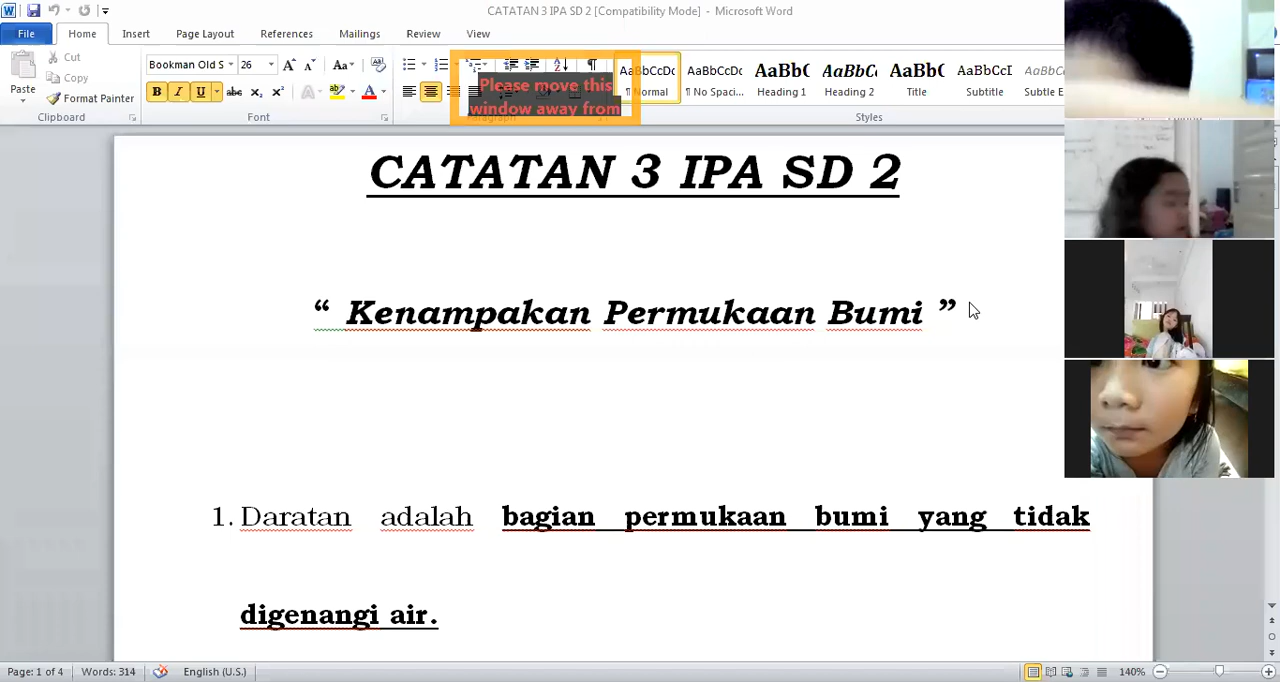 CATATAN 3 IPA SD 2 [Compatibility Mode] - Microsoft Word
File Home Insert Page Layout References Mailings Review View
Cut
Copy
Paste
Format Painter
Clipboard
Bookman Old S 26
Font
Please move this
window away from
Paragraph
AaBbCcDc AaBbCcDc AaBbC AaBbCc AaBbC AaBbCcD AaBbCcD
¶ Normal ¶ No Spaci... Heading 1 Heading 2 Title Subtitle Subtle E
Styles
CATATAN 3 IPA SD 2
“ Kenampakan Permukaan Bumi ”
1. Daratan adalah bagian permukaan bumi yang tidak
digenangi air.
Page: 1 of 4 Words: 314 English (U.S.) 140%